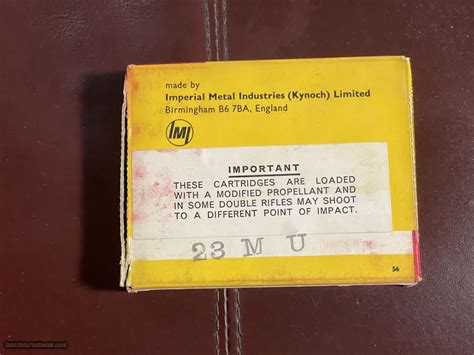 made by
Imperial Metal Industries (Kynoch) Limited
Birmingham B6 7BA, England
IMI
IMPORTANT
THESE CARTRIDGES ARE LOADED
WITH A MODIFIED PROPELLANT AND
IN SOME DOUBLE RIFLES MAY SHOOT
TO A DIFFERENT POINT OF IMPACT.
23 M U
56